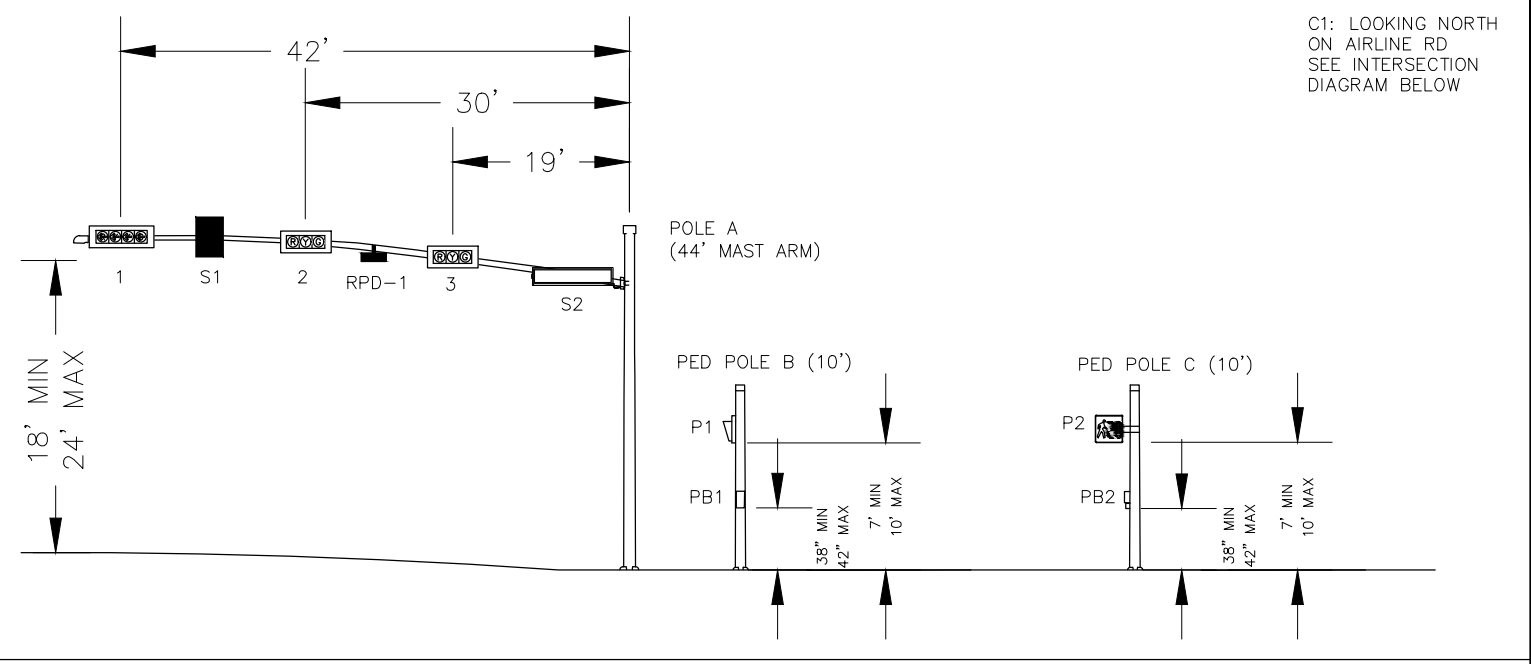 C1: LOOKING NORTH
ON AIRLINE RD
SEE INTERSECTION
DIAGRAM BELOW
42'
30'
19'
POLE A
(44' MAST ARM)
R Y G
R Y G
1
S1
2
RPD-1
3
S2
18' MIN
24' MAX
PED POLE B (10')
P1
PB1
38" MIN
42" MAX
7' MIN
10' MAX
PED POLE C (10')
P2
PB2
38" MIN
42" MAX
7' MIN
10' MAX